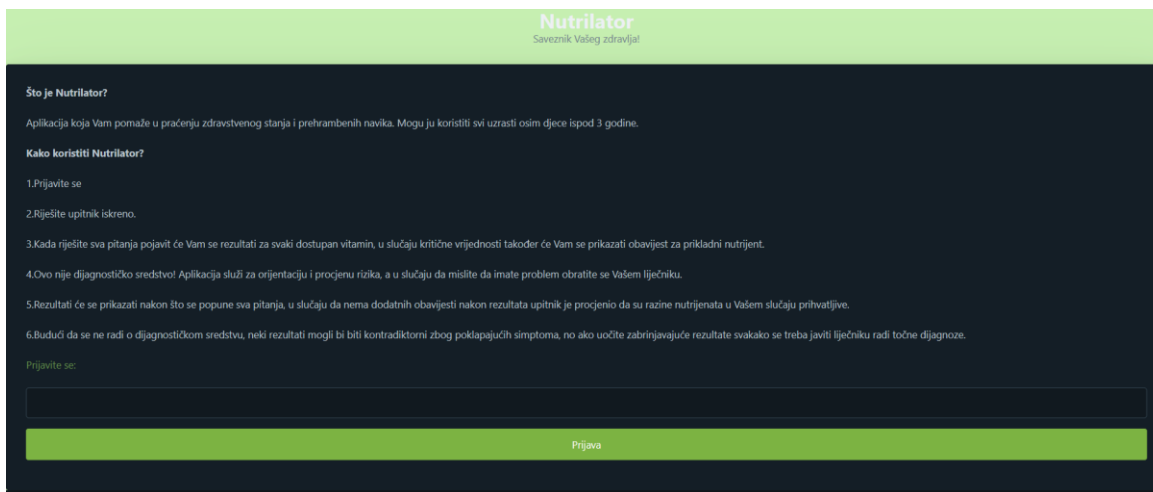 Nutrilator
Saveznik Vašeg zdravlja!
Što je Nutrilator?
Aplikacija koja Vam pomaže u praćenju zdravstvenog stanja i prehrambenih navika. Mogu ju koristiti svi uzrasti osim djece ispod 3 godine.
Kako koristiti Nutrilator?
1.Prijavite se
2.Riješite upitnik iskreno.
3.Kada riješite sva pitanja pojavit će Vam se rezultati za svaki dostupan vitamin, u slučaju kritične vrijednosti također će Vam se prikazati obavijest za prikladni nutrijent.
4.Ovo nije dijagnostičko sredstvo! Aplikacija služi za orijentaciju i procjenu rizika, a u slučaju da mislite da imate problem obratite se Vašem liječniku.
5.Rezultati će se prikazati nakon što se popune sva pitanja, u slučaju da nema dodatnih obavijesti nakon rezultata upitnik je procjenio da su razine nutrijenata u Vašem slučaju prihvatljive.
6.Budući da se ne radi o dijagnostičkom sredstvu, neki rezultati mogli bi biti kontradiktorni zbog poklapajućih simptoma, no ako uočite zabrinjavajuće rezultate svakako se treba javiti liječniku radi točne dijagnoze.
Prijavite se:
Prijava